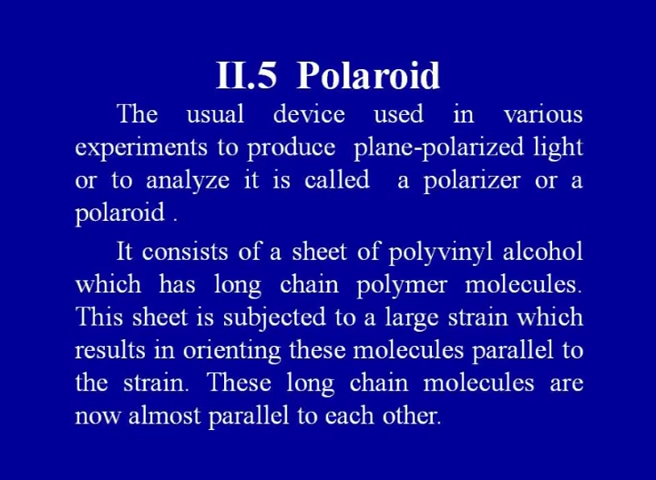 II.5 Polaroid
The usual device used in various
experiments to produce plane-polarized light
or to analyze it is called a polarizer or a
polaroid .
It consists of a sheet of polyvinyl alcohol
which has long chain polymer molecules.
This sheet is subjected to a large strain which
results in orienting these molecules parallel to
the strain. These long chain molecules are
now almost parallel to each other.